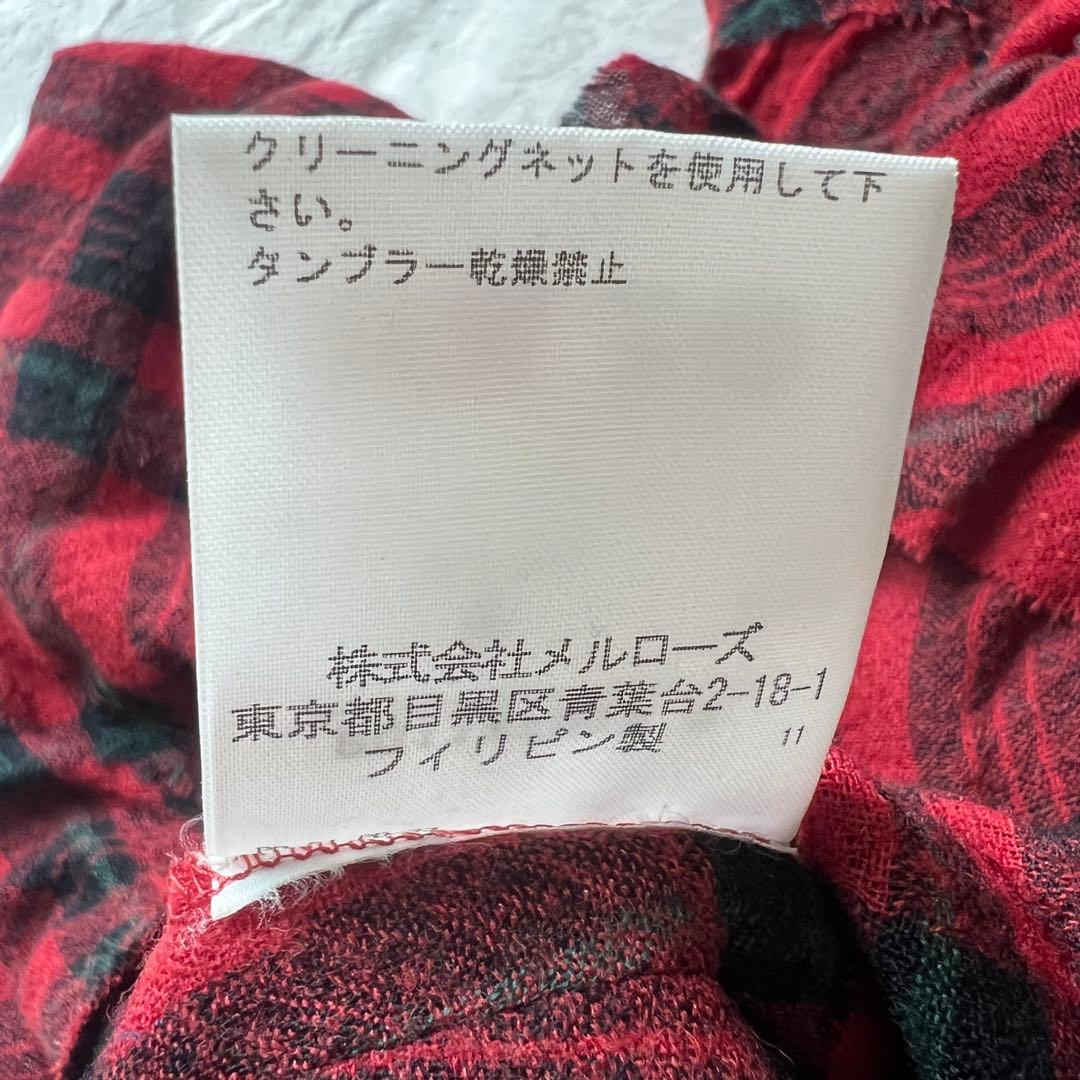 クリーニングネットを使用して下
さい。
タンブラー乾燥禁止
株式会社メルローズ
東京都目黒区青葉台2-18-1
フィリピン製 11